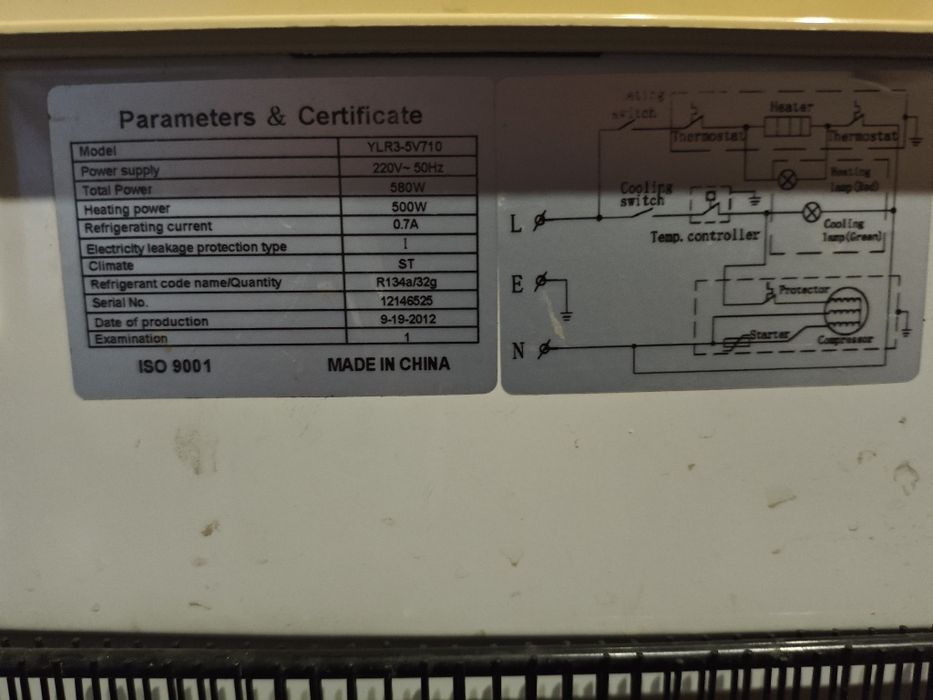 Parameters & Certificate
Model YLR3-5V710
Power supply 220V~ 50Hz
Total Power 580W
Heating power 500W
Refrigerating current 0.7A
Electricity leakage protection type I
Climate ST
Refrigerant code name/Quantity R134a/32g
Serial No. 12146525
Date of production 9-19-2012
Examination 1
ISO 9001 MADE IN CHINA
switch
Heater
Thermostat
Thermostat
Heating
lamp(Red)
Cooling
switch
L
Temp. controller
Cooling
lamp(Green)
E
Protector
N
Starter
Compressor